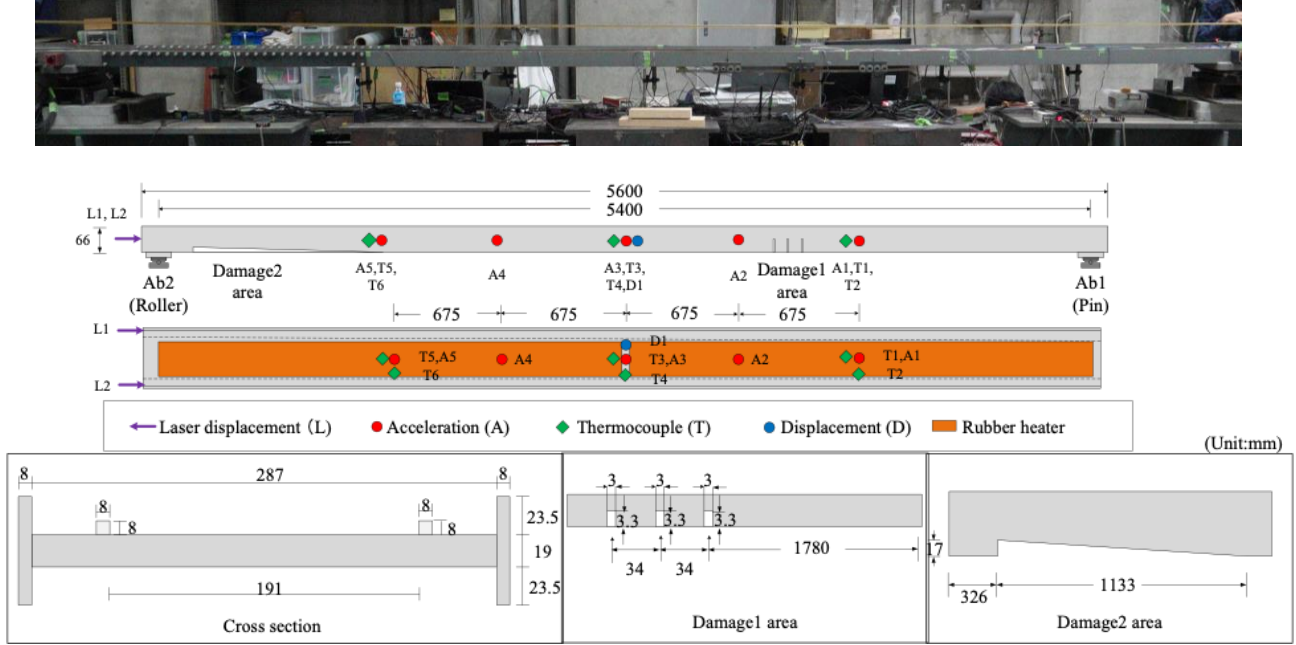 5600
5400
L1, L2
66
Ab2
(Roller)
Damage2
area
A5,T5,
T6
A4
A3,T3,
T4,D1
A2
Damage1
area
A1,T1,
T2
Ab1
(Pin)
675
675
675
675
L1
L2
T5,A5
T6
A4
D1
T3,A3
T4
A2
T1,A1
T2
Laser displacement (L)
Acceleration (A)
Thermocouple (T)
Displacement (D)
Rubber heater
(Unit:mm)
8
287
8
8
8
8
8
23.5
19
23.5
191
Cross section
3
3
3
3.3
3.3
3.3
34
34
1780
Damage1 area
17
326
1133
Damage2 area